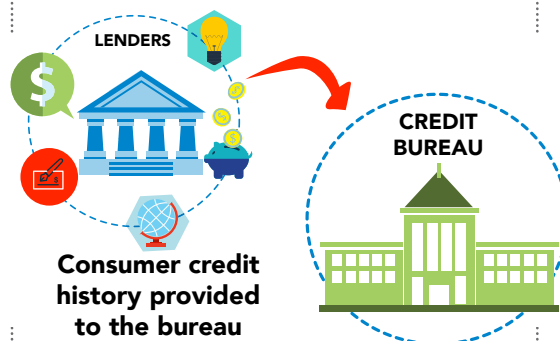 LENDERS
$
CREDIT
BUREAU
Consumer credit
history provided
to the bureau